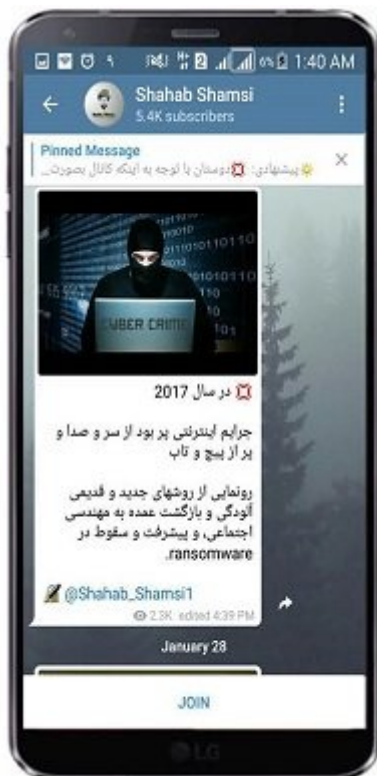 1:40 AM
Shahab Shamsi
5.4K subscribers
Pinned Message
پیشنهادی: 💢دوستان با توجه به اینکه کانال بصورت...
CYBER CRIME
💢 در سال 2017
جرایم اینترنتی پر بود از سر و صدا و
پر از پیچ و تاب
رونمایی از روشهای جدید و قدیمی
آلودگی و بازگشت عمده به مهندسی
اجتماعی، و پیشرفت و سقوط در
ransomware.
@Shahab_Shamsi1
2.3K edited 4:39 PM
January 28
JOIN
LG